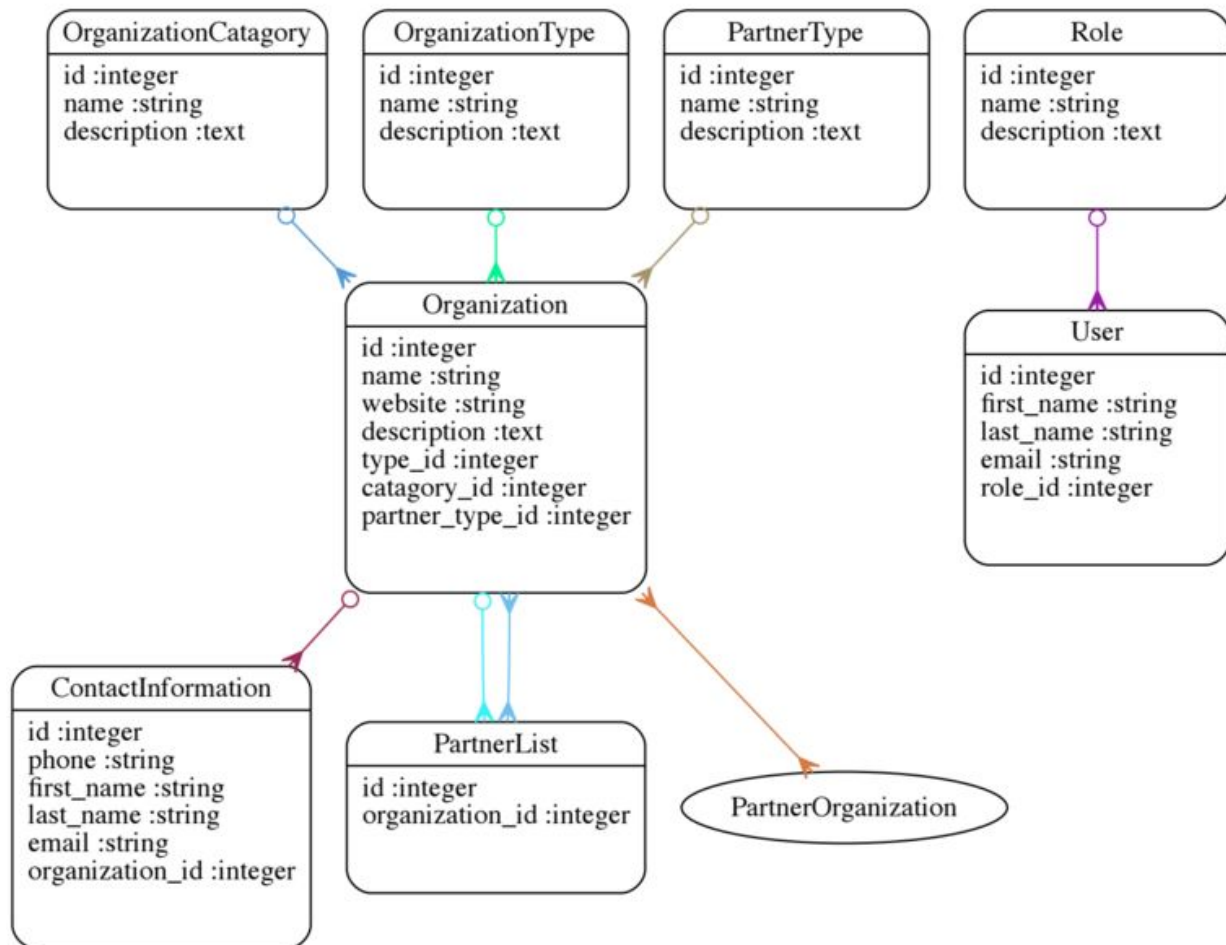 OrganizationCatagory
id :integer
name :string
description :text
OrganizationType
id :integer
name :string
description :text
PartnerType
id :integer
name :string
description :text
Role
id :integer
name :string
description :text
Organization
id :integer
name :string
website :string
description :text
type_id :integer
catagory_id :integer
partner_type_id :integer
User
id :integer
first_name :string
last_name :string
email :string
role_id :integer
ContactInformation
id :integer
phone :string
first_name :string
last_name :string
email :string
organization_id :integer
PartnerList
id :integer
organization_id :integer
PartnerOrganization